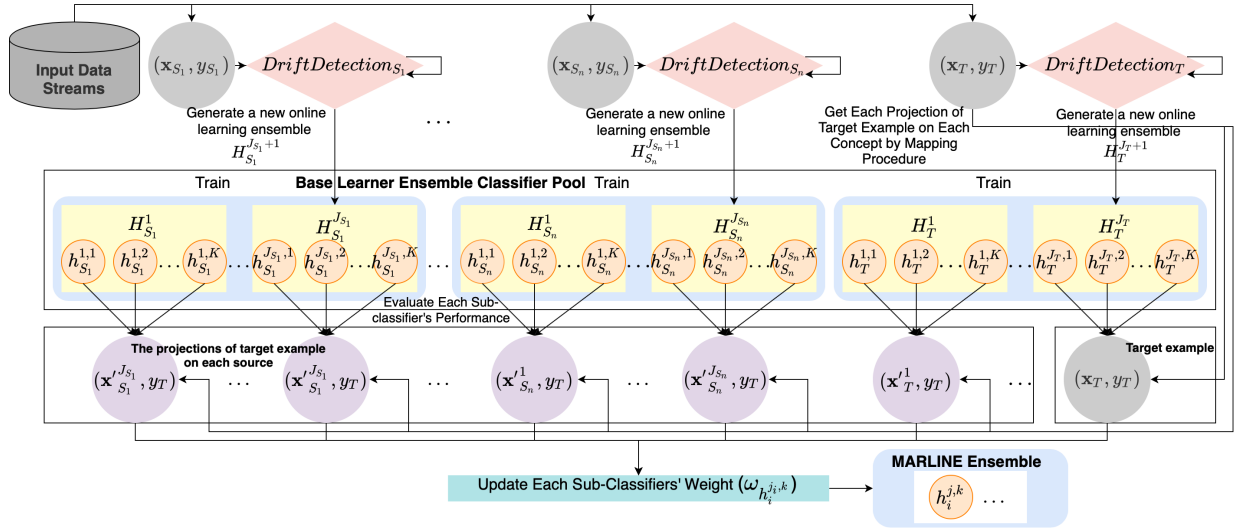 Input Data
Streams
(𝐱_{S_1}, y_{S_1})
DriftDetection_{S_1}
(𝐱_{S_n}, y_{S_n})
DriftDetection_{S_n}
(𝐱_T, y_T)
DriftDetection_T
Generate a new online
learning ensemble
H_{S_1}^{J_{S_1}+1}
...
Generate a new online
learning ensemble
H_{S_n}^{J_{S_n}+1}
Get Each Projection of
Target Example on Each
Concept by Mapping
Procedure
Generate a new online
learning ensemble
H_T^{J_T+1}
Train
Base Learner Ensemble Classifier Pool
Train
Train
H_{S_1}^1
H_{S_1}^{J_{S_1}}
H_{S_n}^1
H_{S_n}^{J_{S_n}}
H_T^1
H_T^{J_T}
h_{S_1}^{1,1} h_{S_1}^{1,2} ... h_{S_1}^{1,K} ... h_{S_1}^{J_{S_1},1} h_{S_1}^{J_{S_1},2} ... h_{S_1}^{J_{S_1},K} ... h_{S_n}^{1,1} h_{S_n}^{1,2} ... h_{S_n}^{1,K} ... h_{S_n}^{J_{S_n},1} h_{S_n}^{J_{S_n},2} ... h_{S_n}^{J_{S_n},K} h_T^{1,1} h_T^{1,2} ... h_T^{1,K} ... h_T^{J_T,1} h_T^{J_T,2} ... h_T^{J_T,K}
Evaluate Each Sub-
classifier's Performance
The projections of target example
on each source
Target example
(𝐱'_{S_1}^{J_{S_1}}, y_T) ... (𝐱'_{S_1}^{J_{S_1}}, y_T) ... (𝐱'_{S_n}^1, y_T) ... (𝐱'_{S_n}^{J_{S_n}}, y_T) (𝐱'_T^1, y_T) ... (𝐱_T, y_T)
Update Each Sub-Classifiers' Weight (ω_{h_i^{j_i,k}})
MARLINE Ensemble
h_i^{j,k} ...